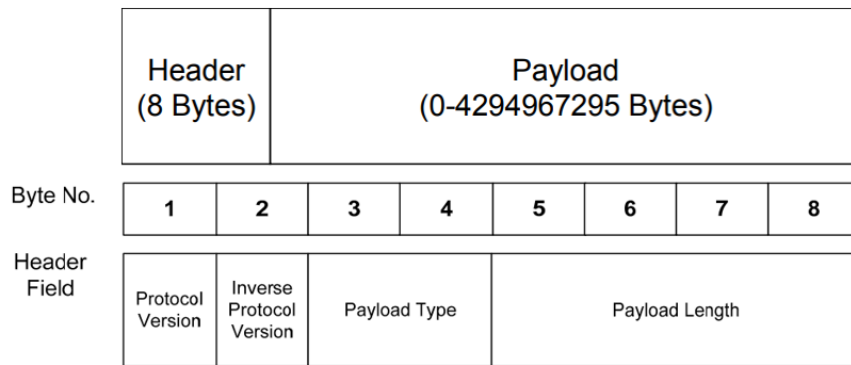 Header
(8 Bytes)
Payload
(0-4294967295 Bytes)
Byte No.
1 2 3 4 5 6 7 8
Header
Field
Protocol
Version
Inverse
Protocol
Version
Payload Type
Payload Length